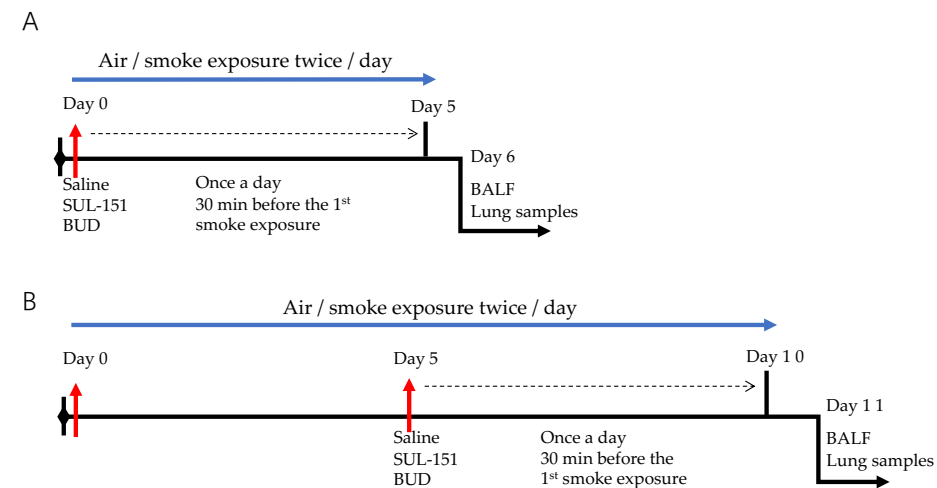 A
Air / smoke exposure twice / day
Day 0
Day 5
Day 6
Saline
SUL-151
BUD
Once a day
30 min before the 1st
smoke exposure
BALF
Lung samples
B
Air / smoke exposure twice / day
Day 0
Day 5
Day 1 0
Day 1 1
Saline
SUL-151
BUD
Once a day
30 min before the
1st smoke exposure
BALF
Lung samples